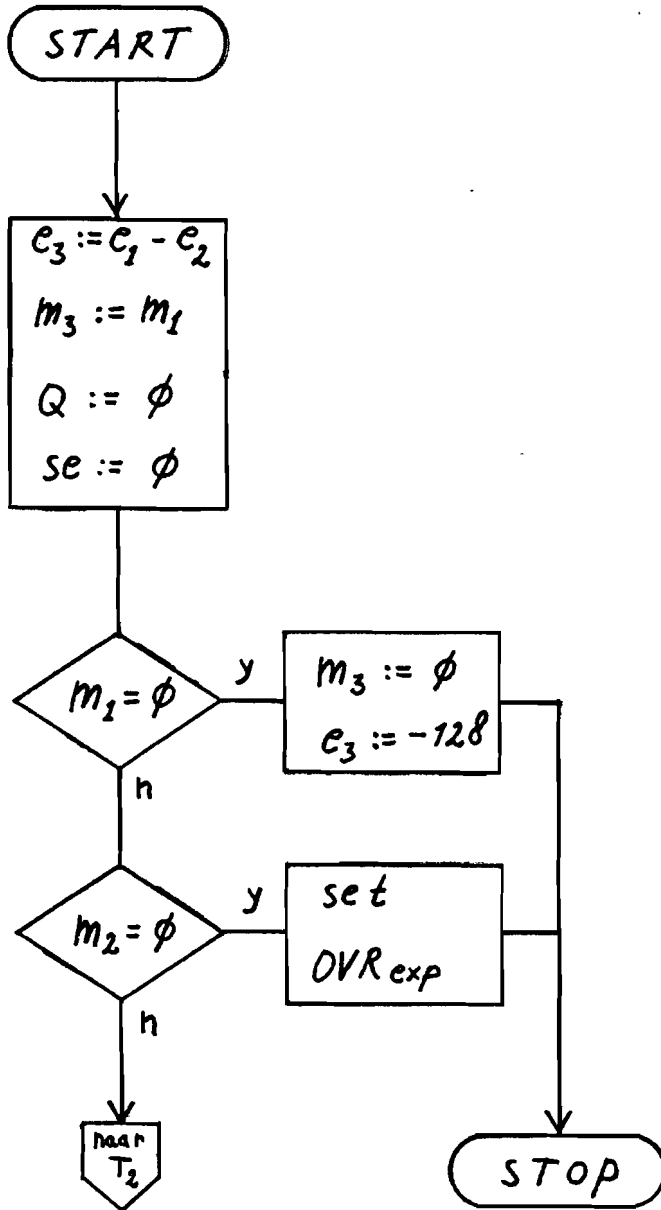 START
e₃ := e₁ - e₂
m₃ := m₁
Q := ϕ
se := ϕ
m₁ = ϕ
y
m₃ := ϕ
e₃ := -128
n
m₂ = ϕ
y
set
OVR exp
n
naar
T₂
STOP